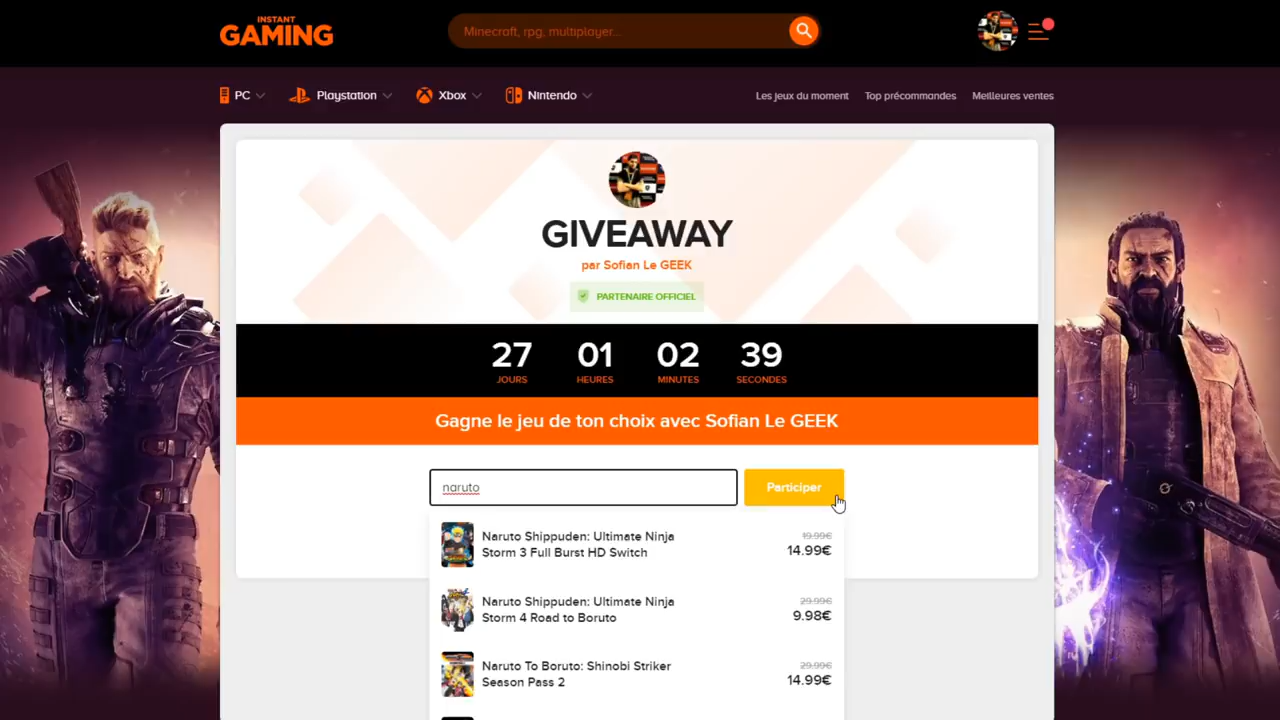 INSTANT
GAMING
Minecraft, rpg, multiplayer...
PC
Playstation
Xbox
Nintendo
Les jeux du moment
Top précommandes
Meilleures ventes
GIVEAWAY
par Sofian Le GEEK
PARTENAIRE OFFICIEL
27 01 02 39
JOURS HEURES MINUTES SECONDES
Gagne le jeu de ton choix avec Sofian Le GEEK
naruto
Participer
Naruto Shippuden: Ultimate Ninja
Storm 3 Full Burst HD Switch
19.99€
14.99€
Naruto Shippuden: Ultimate Ninja
Storm 4 Road to Boruto
29.99€
9.98€
Naruto To Boruto: Shinobi Striker
Season Pass 2
29.99€
14.99€